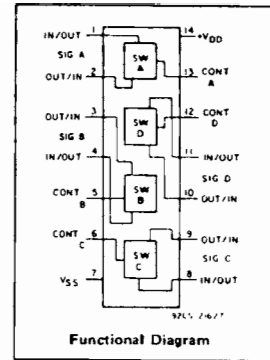 IN/OUT 1
SIG A
OUT/IN 2
SW A
14 +VDD
13 CONT A
OUT/IN 3
SIG B
IN/OUT 4
SW D
12 CONT D
11 IN/OUT
SIG D
10 OUT/IN
CONT B 5
SW B
CONT C 6
VSS 7
SW C
9 OUT/IN
SIG C
8 IN/OUT
Functional Diagram